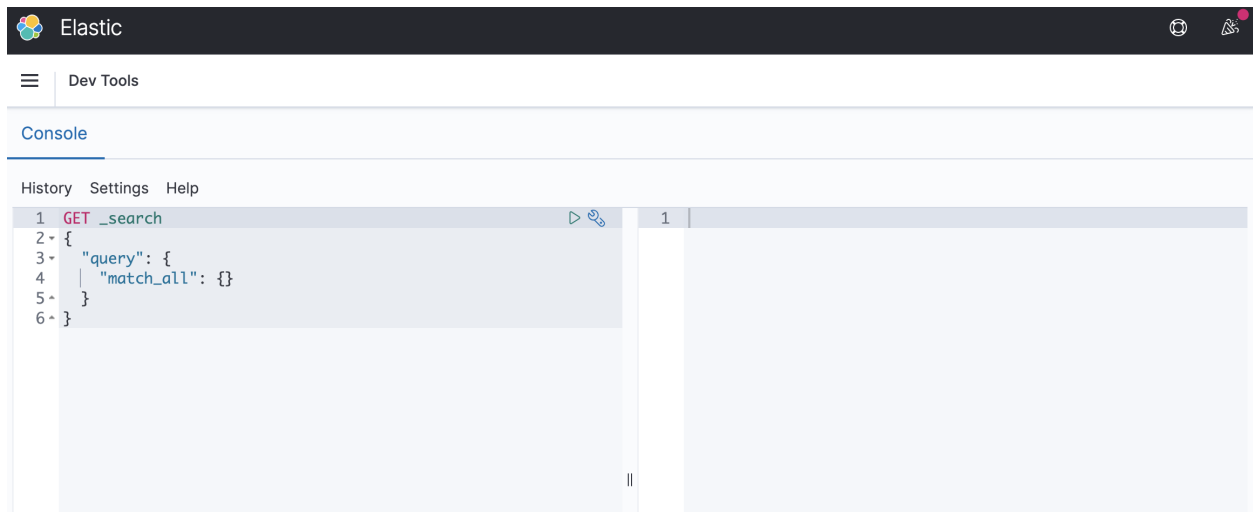 Elastic
Dev Tools
Console
History Settings Help
1 GET _search
2 {
3 "query": {
4 "match_all": {}
5 }
6 }
1